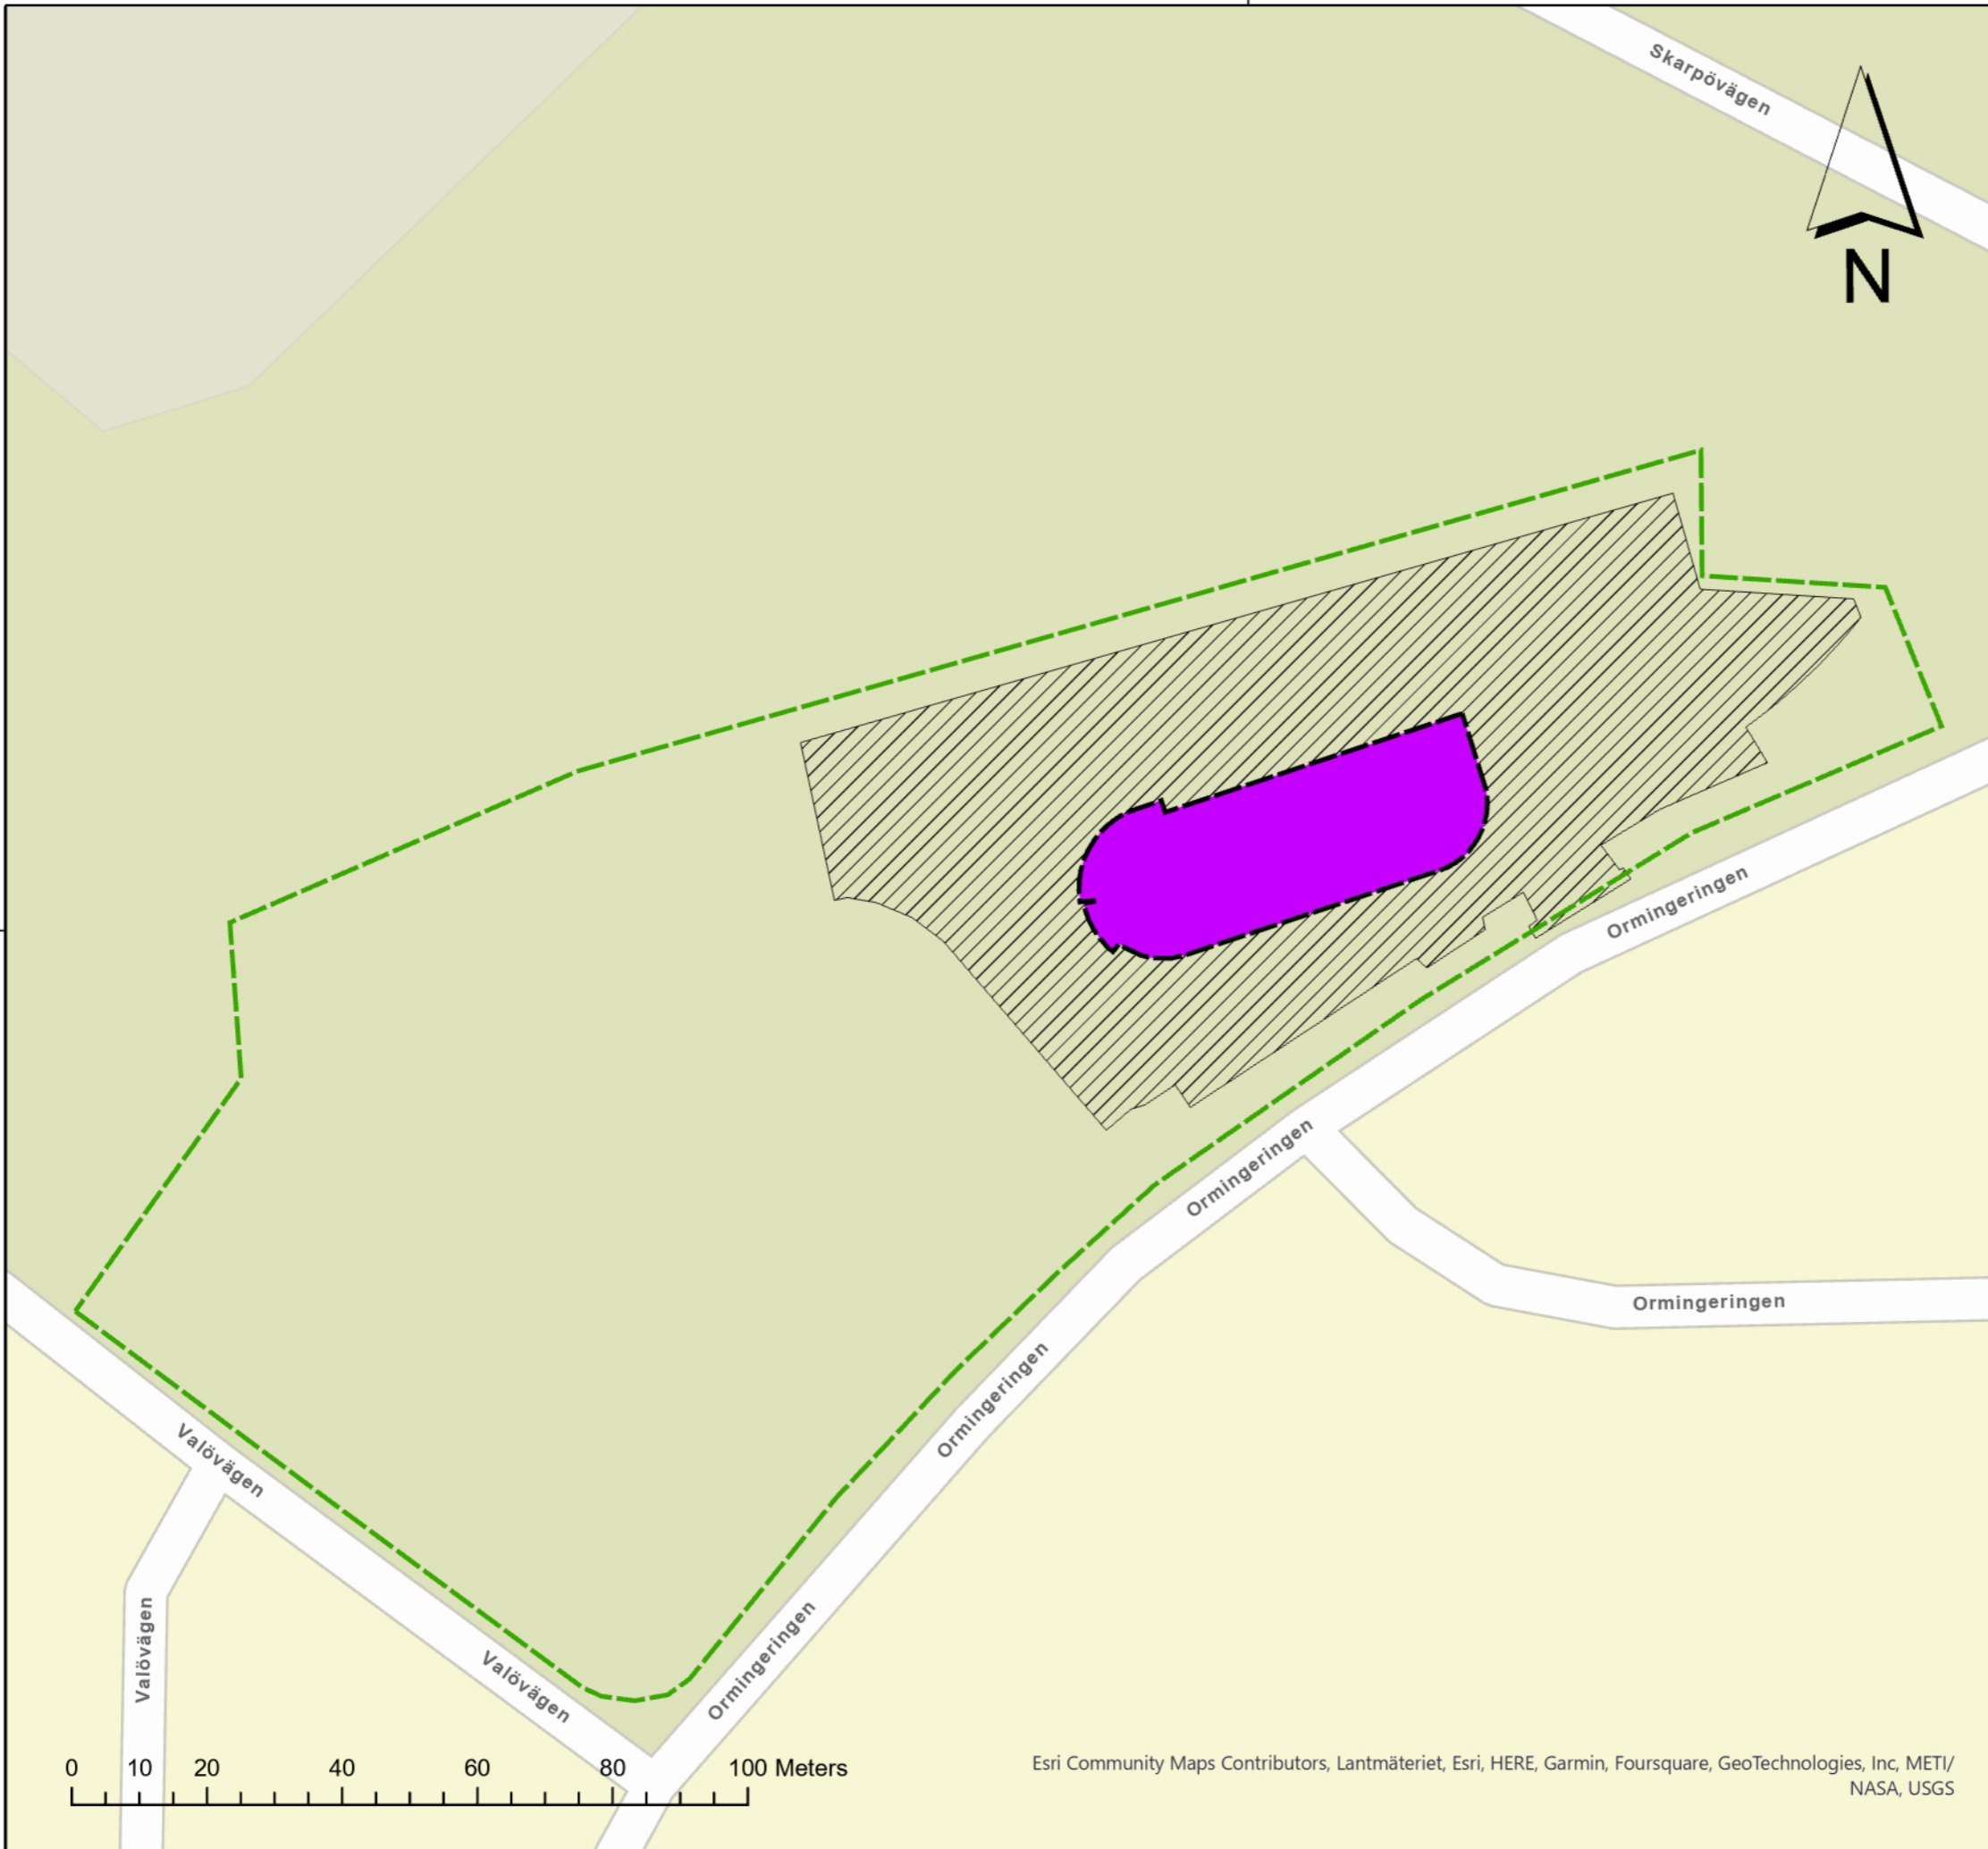 Skarpövägen
N
Ormingeringen
Ormingeringen
Ormingeringen
Ormingeringen
Valövägen
Valövägen
Valövägen
Ormingeringen
0 10 20 40 60 80 100 Meters
Esri Community Maps Contributors, Lantmäteriet, Esri, HERE, Garmin, Foursquare, GeoTechnologies, Inc, METI/
NASA, USGS